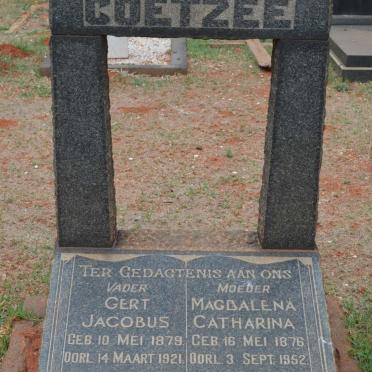 COETZEE
TER GEDAGTENIS AAN ONS
VADER MOEDER
GERT MAGDALENA
JACOBUS CATHARINA
GEB 10 MEI 1879. GEB 16 MEI 1876
OORL 14 MAART 1921. OORL. 3 SEPT. 1952.